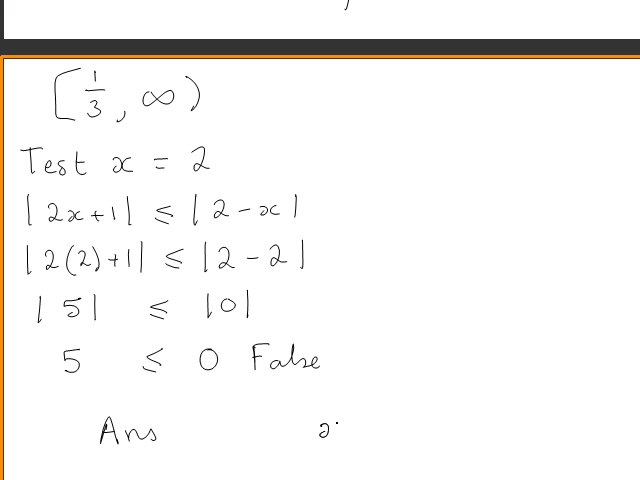 [1/3, ∞)
Test x = 2
|2x+1| ≤ |2-x|
|2(2)+1| ≤ |2-2|
|5| ≤ |0|
5 ≤ 0 False
Ans